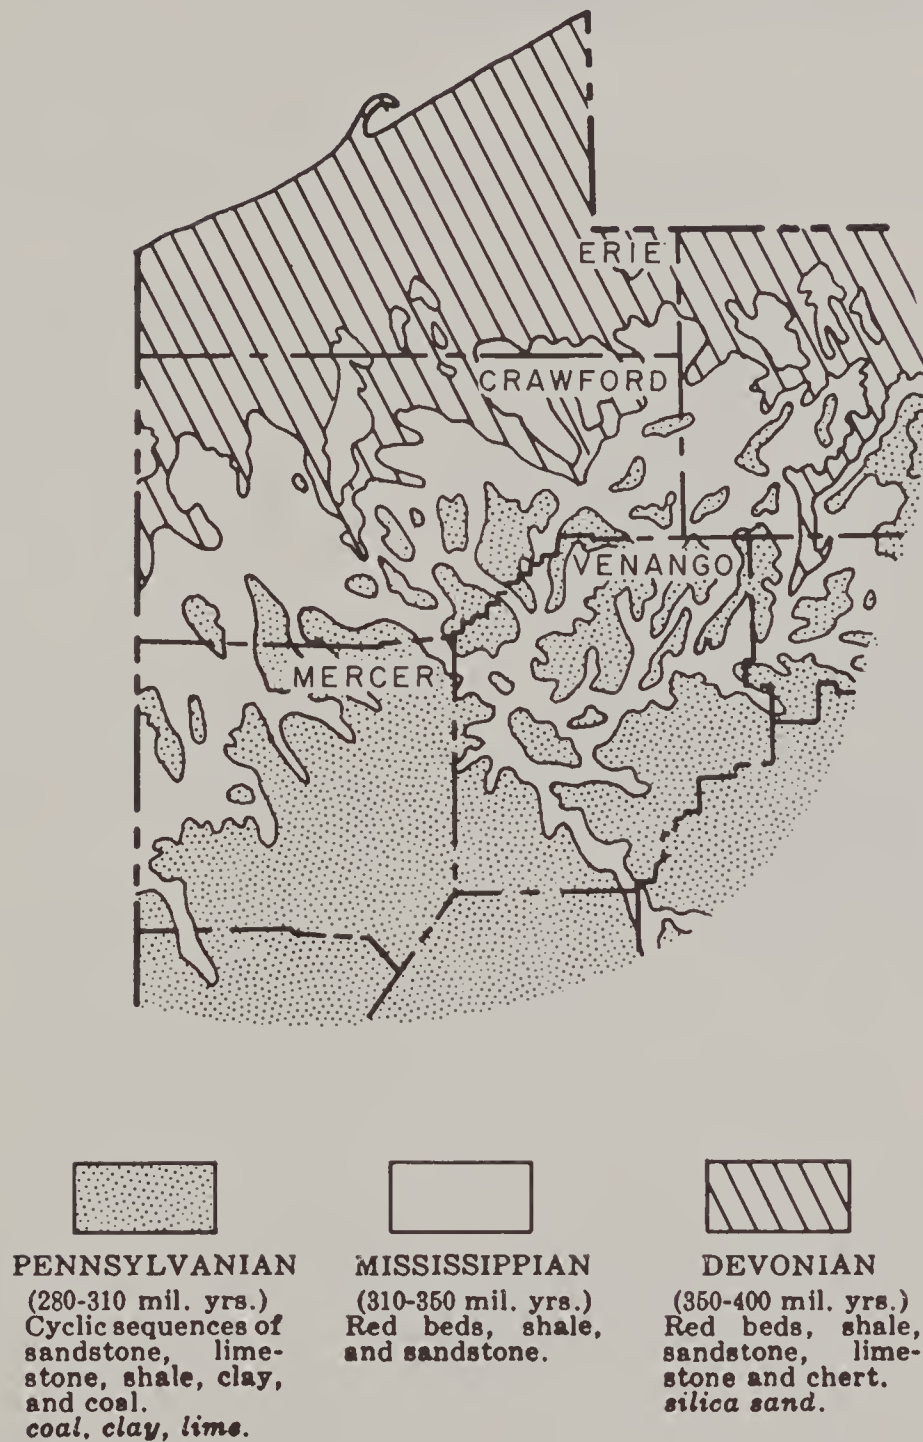 ERIE
CRAWFORD
VENANGO
MERCER
PENNSYLVANIAN
(280-310 mil. yrs.)
Cyclic sequences of
sandstone, lime-
stone, shale, clay,
and coal.
coal, clay, lime.
MISSISSIPPIAN
(310-350 mil. yrs.)
Red beds, shale,
and sandstone.
DEVONIAN
(350-400 mil. yrs.)
Red beds, shale,
sandstone, lime-
stone and chert.
silica sand.